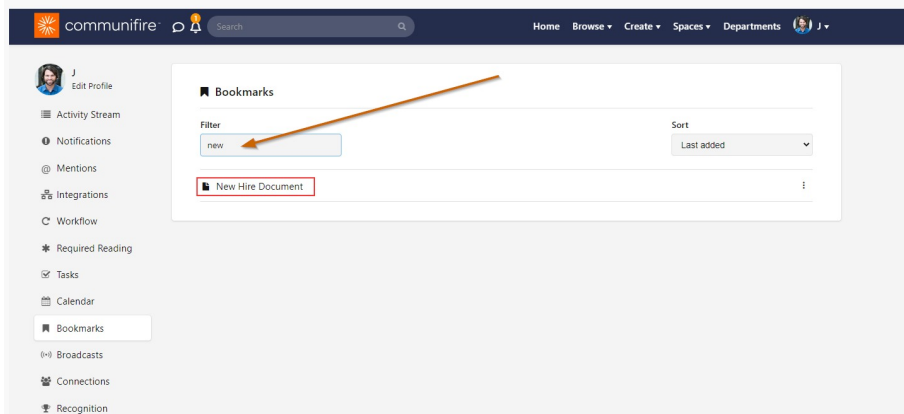 communifire
1
Search
Home Browse Create Spaces Departments J
J
Edit Profile
Activity Stream
Notifications
Mentions
Integrations
Workflow
Required Reading
Tasks
Calendar
Bookmarks
Broadcasts
Connections
Recognition
Bookmarks
Filter
Sort
new
Last added
New Hire Document